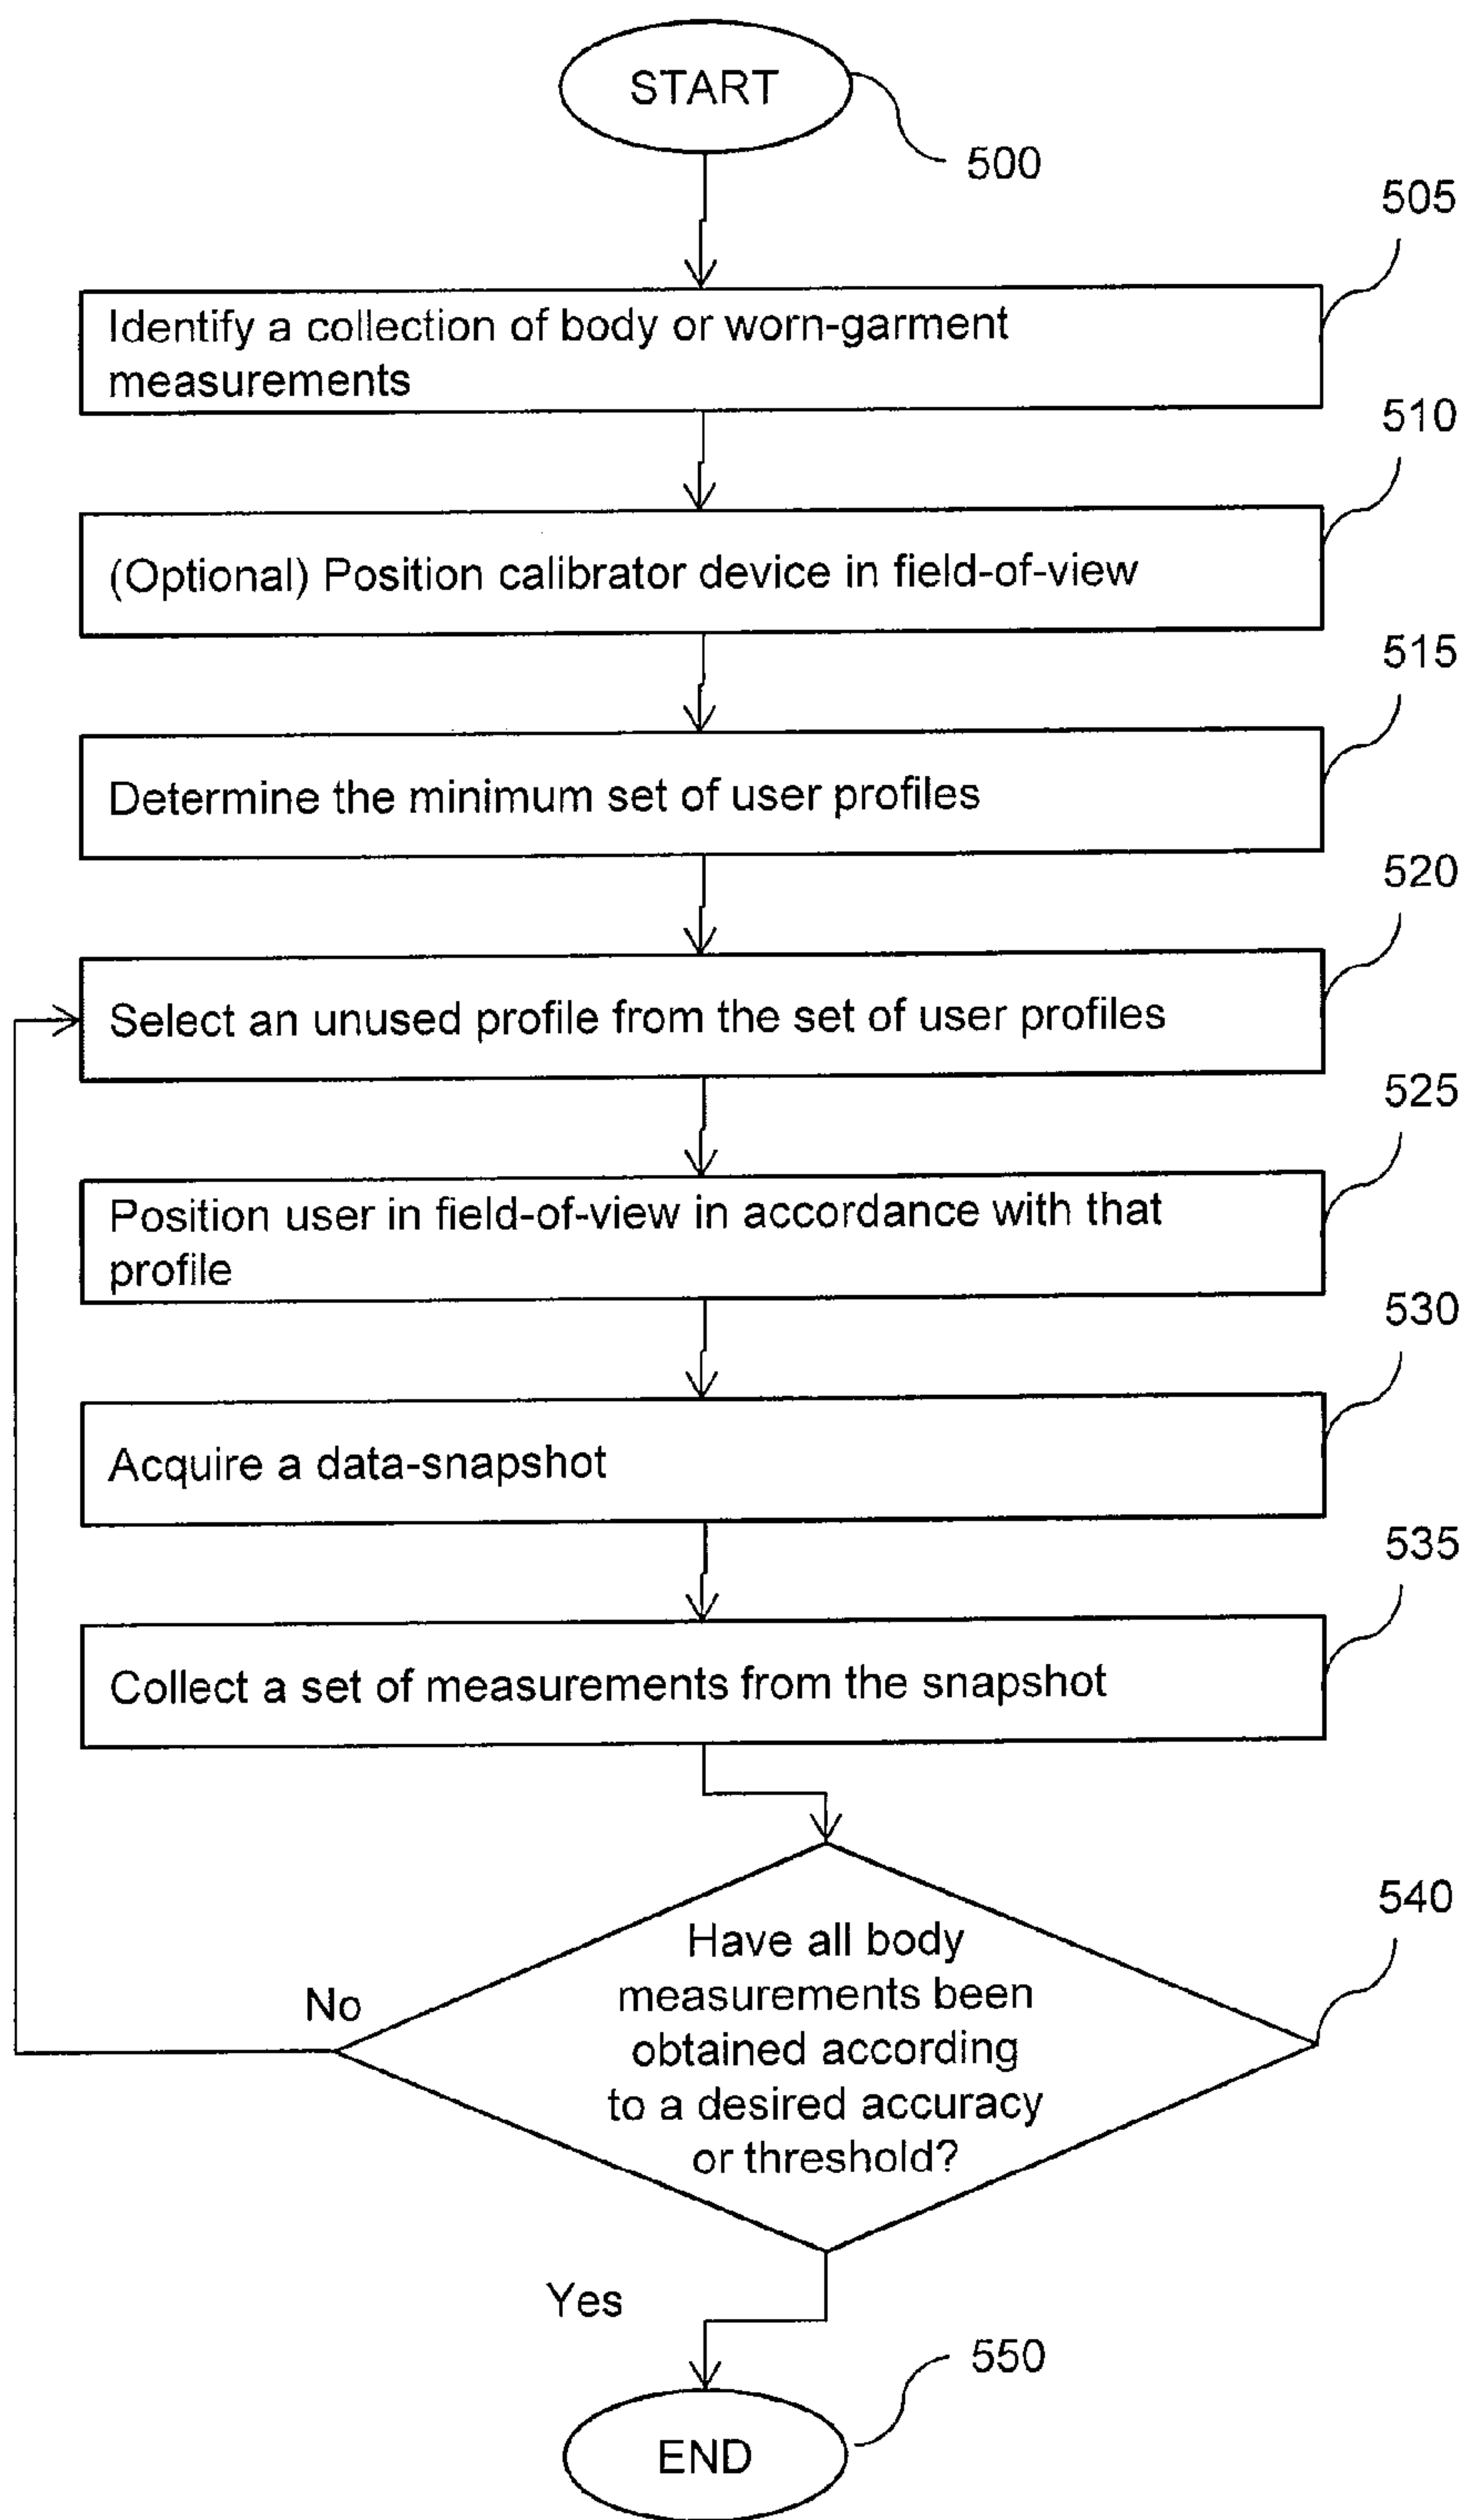 START
500
505
Identify a collection of body or worn-garment
measurements
510
(Optional) Position calibrator device in field-of-view
515
Determine the minimum set of user profiles
520
Select an unused profile from the set of user profiles
525
Position user in field-of-view in accordance with that
profile
530
Acquire a data-snapshot
535
Collect a set of measurements from the snapshot
540
Have all body
measurements been
obtained according
to a desired accuracy
or threshold?
No
Yes
550
END